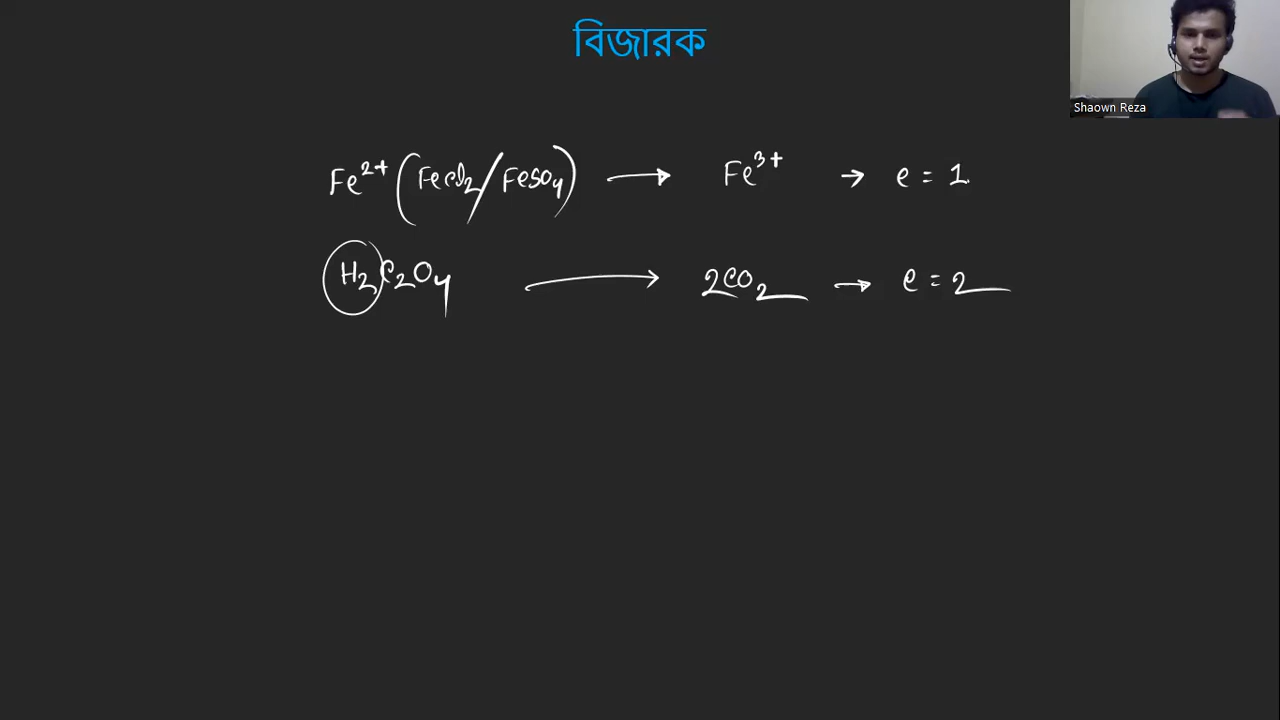 বিজারক
Shaown Reza
Fe²⁺ (FeCl₂/FeSO₄) → Fe³⁺ → e = 1
H₂C₂O₄ → 2CO₂ → e = 2